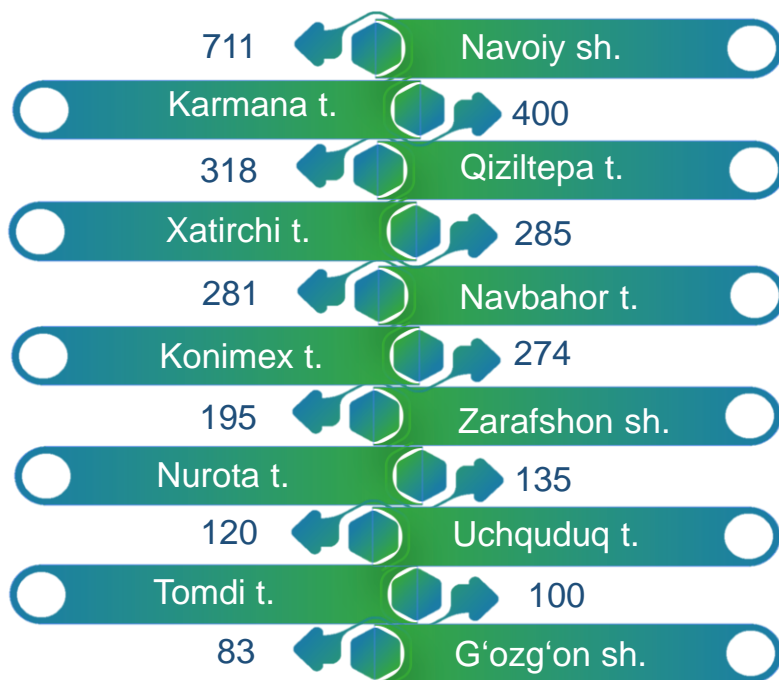 711 Navoiy sh.
Karmana t. 400
318 Qiziltepa t.
Xatirchi t. 285
281 Navbahor t.
Konimex t. 274
195 Zarafshon sh.
Nurota t. 135
120 Uchquduq t.
Tomdi t. 100
83 G‘ozg‘on sh.